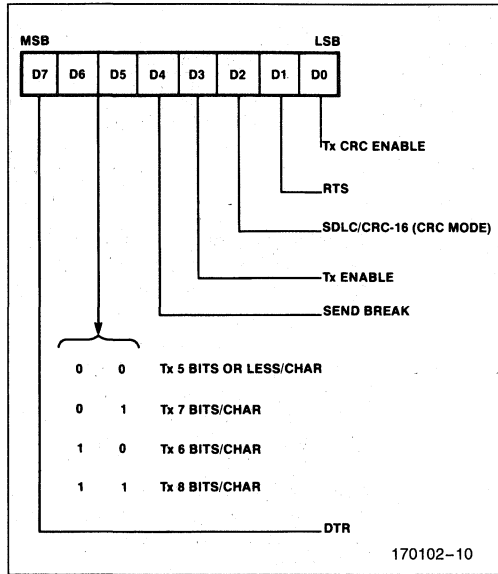 MSB LSB
D7 D6 D5 D4 D3 D2 D1 D0
Tx CRC ENABLE
RTS
SDLC/CRC-16 (CRC MODE)
Tx ENABLE
SEND BREAK
0 0 Tx 5 BITS OR LESS/CHAR
0 1 Tx 7 BITS/CHAR
1 0 Tx 6 BITS/CHAR
1 1 Tx 8 BITS/CHAR
DTR
170102-10